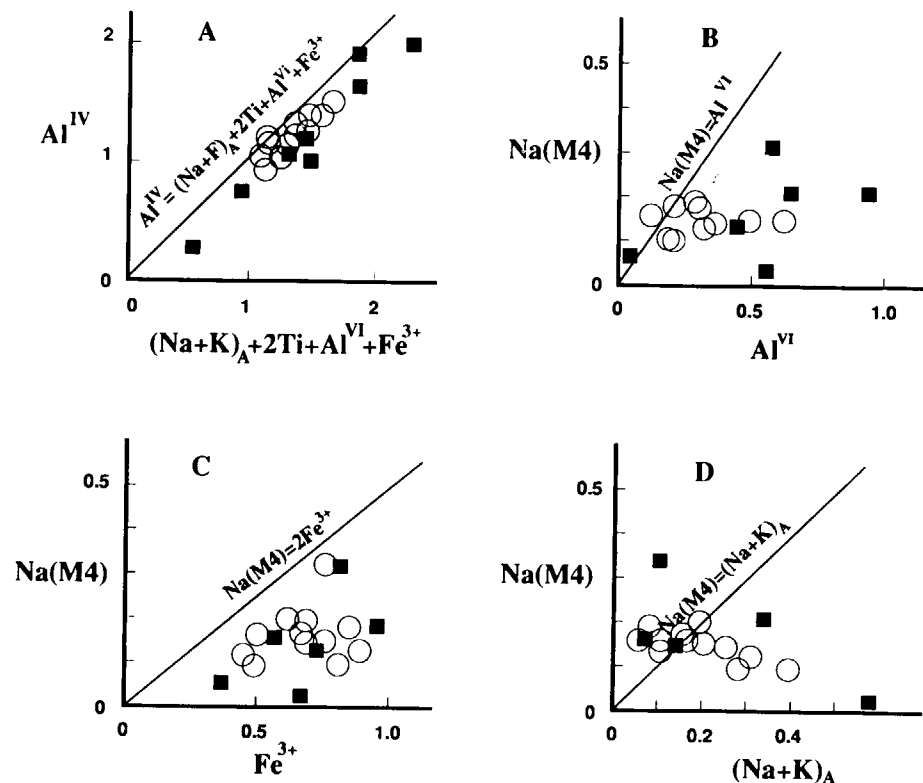 A
2
1
0
Al^IV
Al^IV = (Na+F)_A +2Ti+Al^Vi+Fe^3+
0
1
2
(Na+K)_A+2Ti+Al^VI+Fe^3+
B
0.5
0
Na(M4)
Na(M4)=Al^VI
0
0.5
1.0
Al^VI
C
0.5
0
Na(M4)
Na(M4)=2Fe^3+
0
0.5
1.0
Fe^3+
D
0.5
0
Na(M4)
Na(M4)=(Na+K)_A
0
0.2
0.4
(Na+K)_A